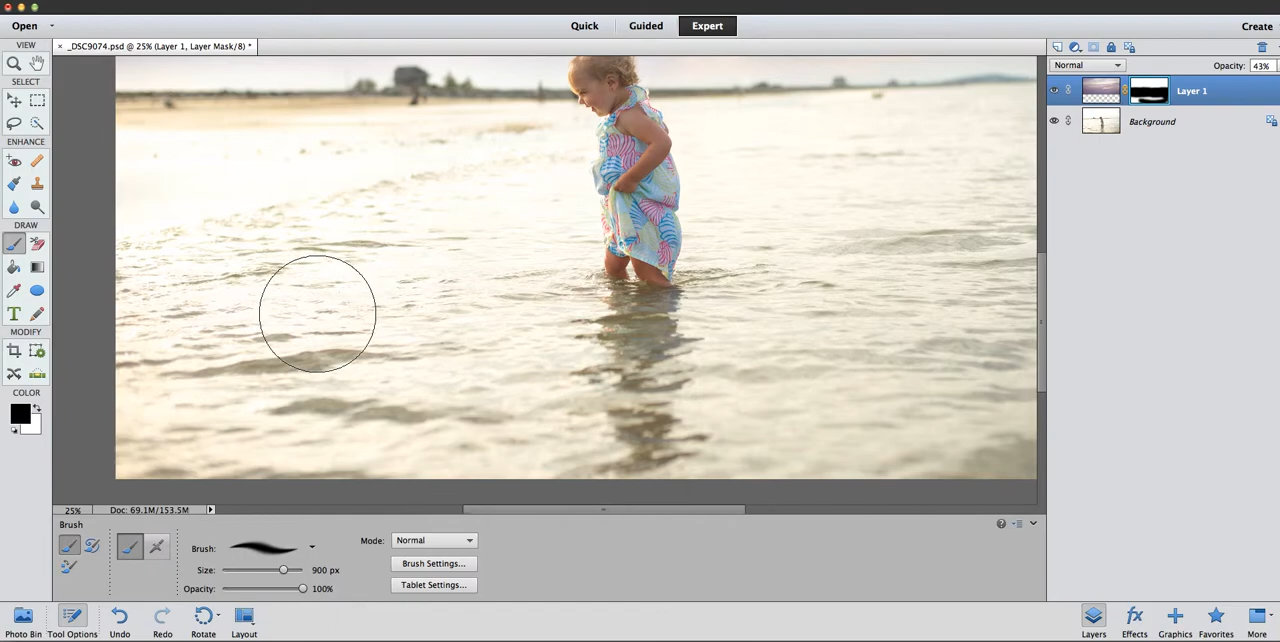 Open
Quick
Guided
Expert
Create
VIEW
× _DSC9074.psd @ 25% (Layer 1, Layer Mask/8) *
SELECT
ENHANCE
DRAW
MODIFY
COLOR
Normal
Opacity: 43%
Layer 1
Background
25%
Doc: 69.1M/153.5M
Brush
Brush:
Size:
900 px
Opacity:
100%
Mode:
Normal
Brush Settings...
Tablet Settings...
Photo Bin
Tool Options
Undo
Redo
Rotate
Layout
Layers
Effects
Graphics
Favorites
More